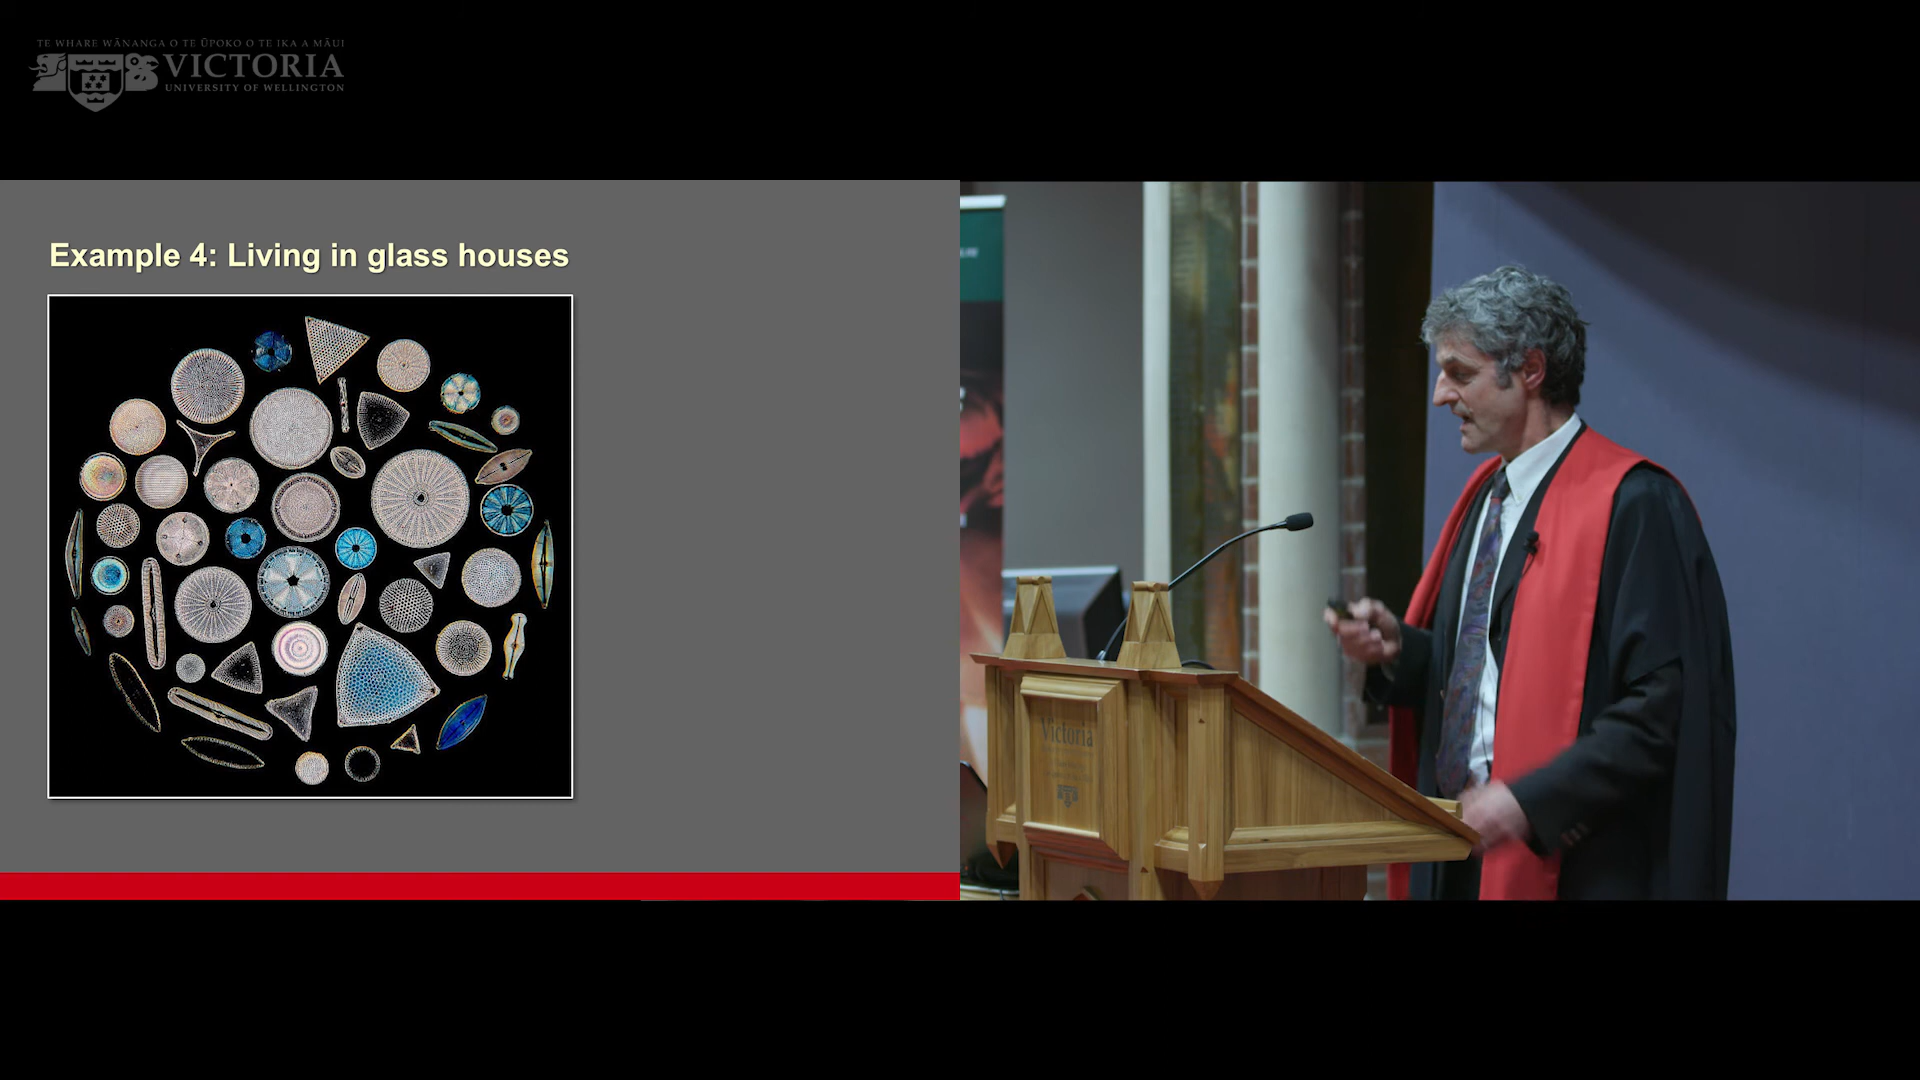 TE WHARE WĀNANGA O TE ŪPOKO O TE IKA A MĀUI
VICTORIA
UNIVERSITY OF WELLINGTON
Example 4: Living in glass houses
Victoria